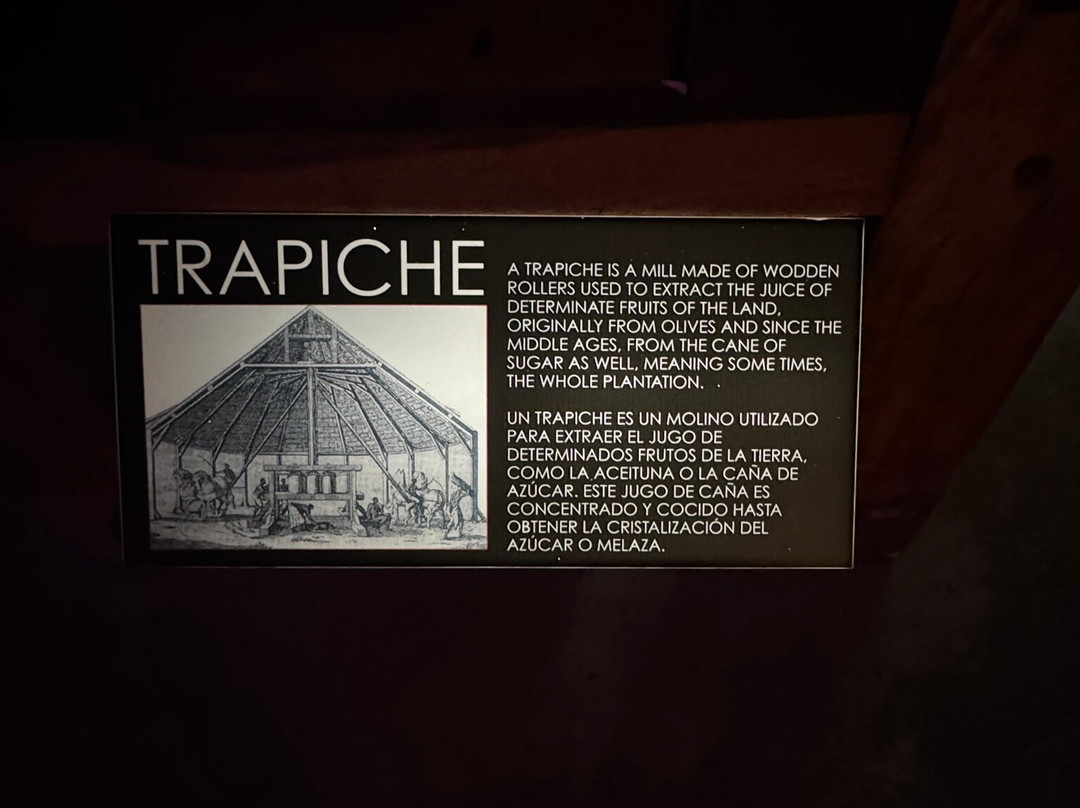 TRAPICHE
A TRAPICHE IS A MILL MADE OF WODDEN
ROLLERS USED TO EXTRACT THE JUICE OF
DETERMINATE FRUITS OF THE LAND,
ORIGINALLY FROM OLIVES AND SINCE THE
MIDDLE AGES, FROM THE CANE OF
SUGAR AS WELL, MEANING SOME TIMES,
THE WHOLE PLANTATION.
UN TRAPICHE ES UN MOLINO UTILIZADO
PARA EXTRAER EL JUGO DE
DETERMINADOS FRUTOS DE LA TIERRA,
COMO LA ACEITUNA O LA CAÑA DE
AZÚCAR. ESTE JUGO DE CAÑA ES
CONCENTRADO Y COCIDO HASTA
OBTENER LA CRISTALIZACIÓN DEL
AZÚCAR O MELAZA.